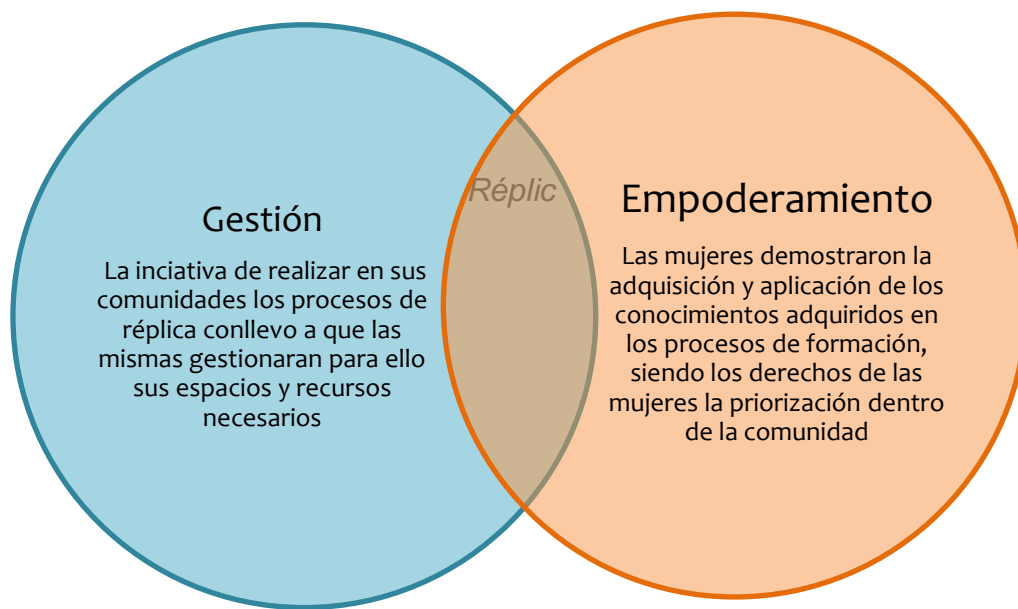 Gestión
La inciativa de realizar en sus
comunidades los procesos de
réplica conllevo a que las
mismas gestionaran para ello
sus espacios y recursos
necesarios
Réplic
Empoderamiento
Las mujeres demostraron la
adquisición y aplicación de los
conocimientos adquiridos en
los procesos de formación,
siendo los derechos de las
mujeres la priorización dentro
de la comunidad